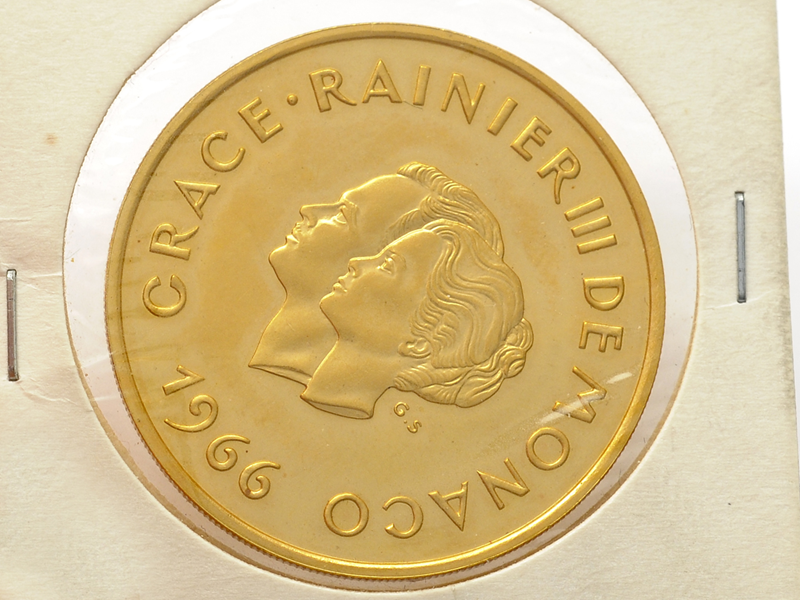 GRACE · RAINIER III DE MONACO
1966
G S